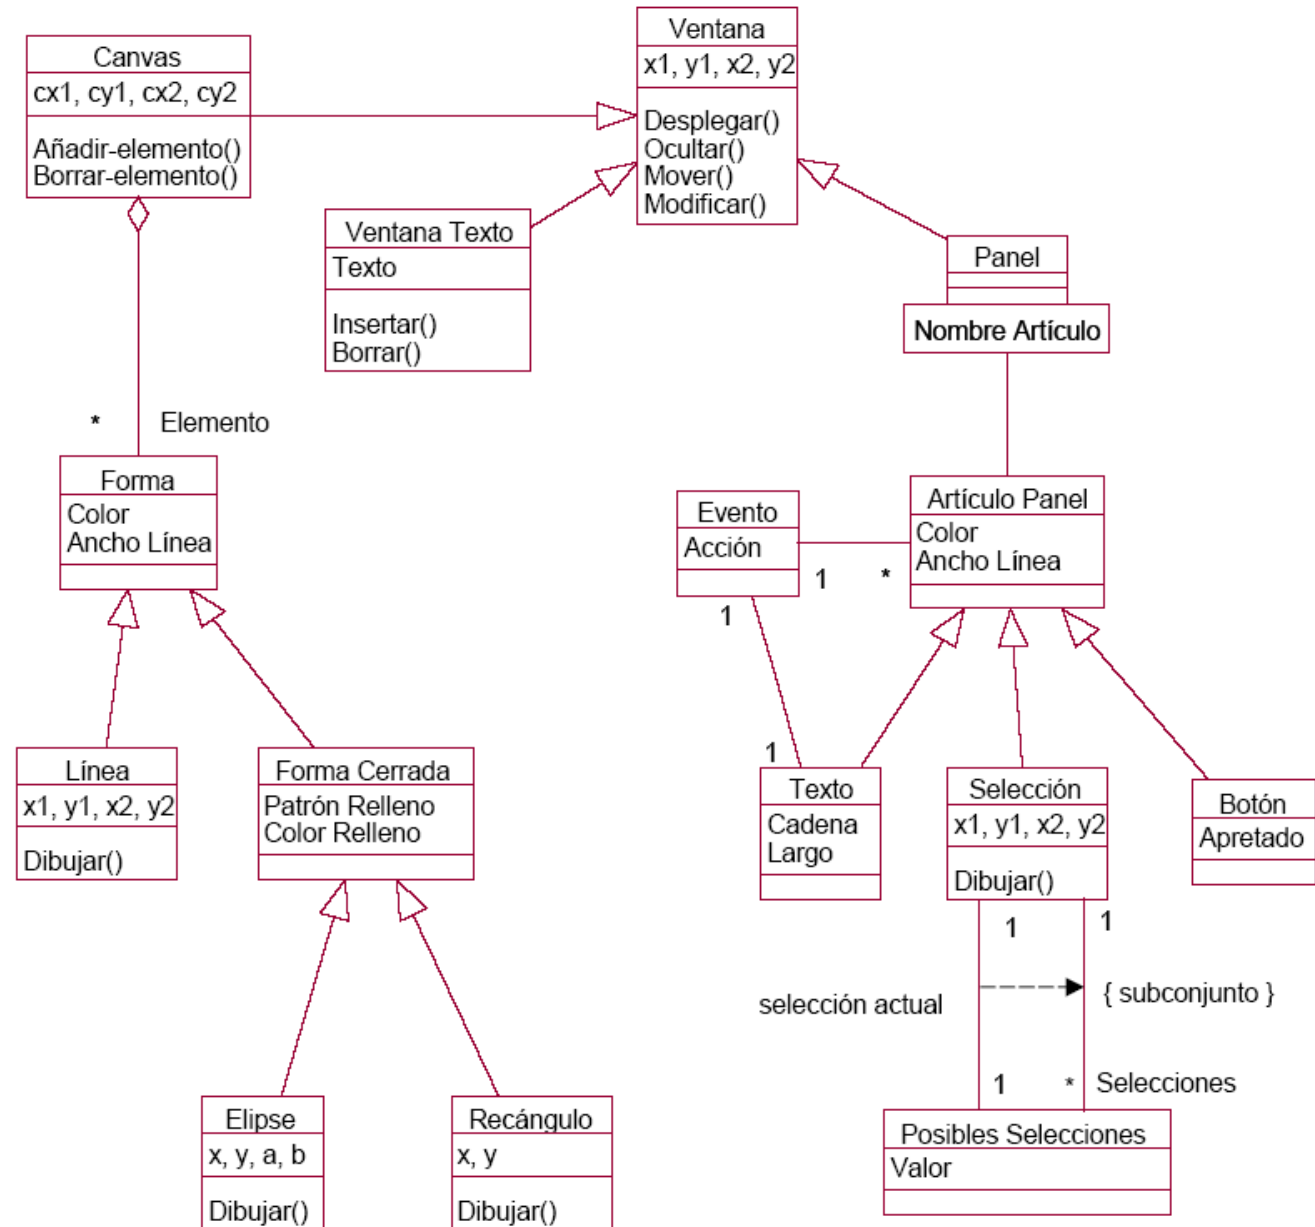 Canvas
cx1, cy1, cx2, cy2
Añadir-elemento()
Borrar-elemento()
Ventana
x1, y1, x2, y2
Desplegar()
Ocultar()
Mover()
Modificar()
Ventana Texto
Texto
Insertar()
Borrar()
Panel
Nombre Artículo
* Elemento
Forma
Color
Ancho Línea
Evento
Acción
1 *
1
Artículo Panel
Color
Ancho Línea
Línea
x1, y1, x2, y2
Dibujar()
Forma Cerrada
Patrón Relleno
Color Relleno
1
Texto
Cadena
Largo
Selección
x1, y1, x2, y2
Dibujar()
Botón
Apretado
1 1
selección actual
{ subconjunto }
1 * Selecciones
Elipse
x, y, a, b
Dibujar()
Recángulo
x, y
Dibujar()
Posibles Selecciones
Valor